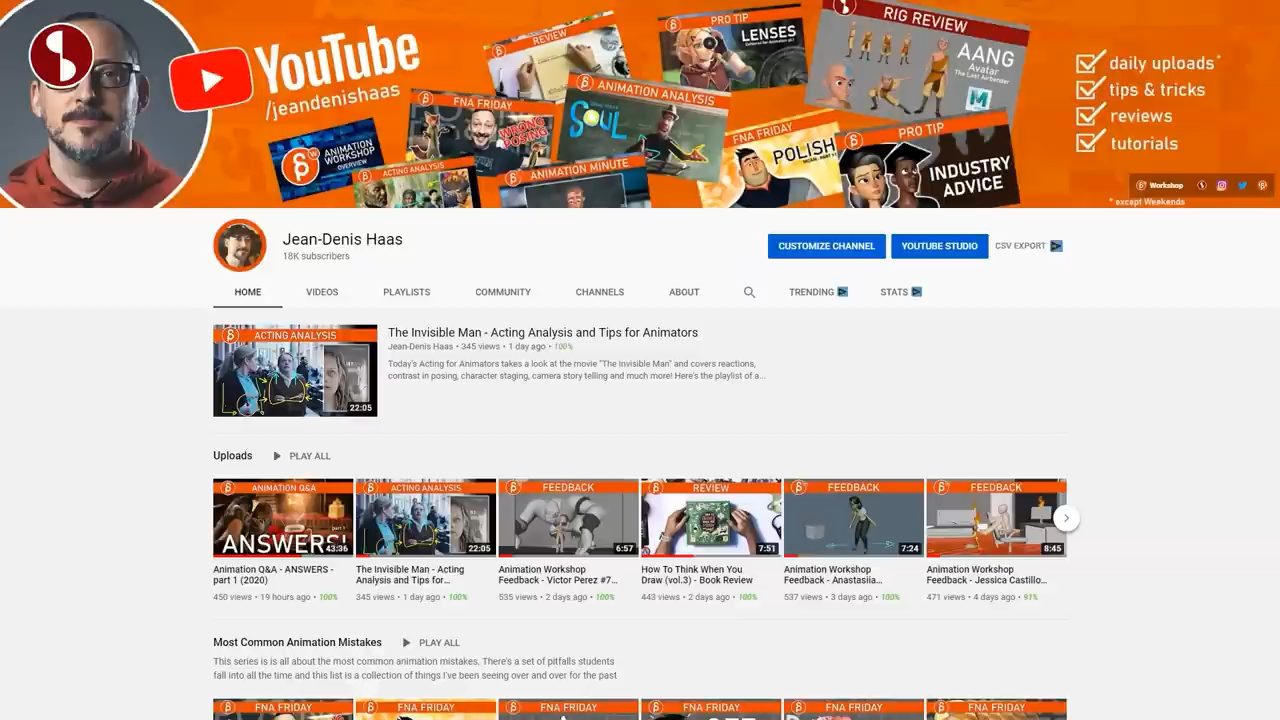 YouTube
/jeandenishaas
REVIEW
PRO TIP
LENSES
RIG REVIEW
AANG
Avatar
The Last Airbender
FNA FRIDAY
WRONG
POSING
ANIMATION ANALYSIS
SOUL
ANIMATION
WORKSHOP
OVERVIEW
ACTING ANALYSIS
ANIMATION MINUTE
FNA FRIDAY
POLISH
PRO TIP
INDUSTRY
ADVICE
daily uploads*
tips & tricks
reviews
tutorials
Workshop
* except Weekends
Jean-Denis Haas
18K subscribers
CUSTOMIZE CHANNEL
YOUTUBE STUDIO
CSV EXPORT
HOME
VIDEOS
PLAYLISTS
COMMUNITY
CHANNELS
ABOUT
TRENDING
STATS
ACTING ANALYSIS
22:05
The Invisible Man - Acting Analysis and Tips for Animators
Jean-Denis Haas • 345 views • 1 day ago • 100%
Today's Acting for Animators takes a look at the movie "The Invisible Man" and covers reactions,
contrast in posing, character staging, camera story telling and much more! Here's the playlist of a...
Uploads
PLAY ALL
ANIMATION Q&A
part 1
ANSWERS!
43:36
Animation Q&A - ANSWERS -
part 1 (2020)
450 views • 19 hours ago • 100%
ACTING ANALYSIS
22:05
The Invisible Man - Acting
Analysis and Tips for...
345 views • 1 day ago • 100%
FEEDBACK
6:57
Animation Workshop
Feedback - Victor Perez #7...
535 views • 2 days ago • 100%
REVIEW
7:51
How To Think When You
Draw (vol.3) - Book Review
443 views • 2 days ago • 100%
FEEDBACK
7:24
Animation Workshop
Feedback - Anastasiia...
537 views • 3 days ago • 100%
FEEDBACK
8:45
Animation Workshop
Feedback - Jessica Castillo...
471 views • 4 days ago • 91%
Most Common Animation Mistakes
PLAY ALL
This series is is all about the most common animation mistakes. There's a set of pitfalls students
fall into all the time and this list is a collection of things I've been seeing over and over for the past
FNA FRIDAY
FNA FRIDAY
FNA FRIDAY
FNA FRIDAY
FNA FRIDAY
FNA FRIDAY